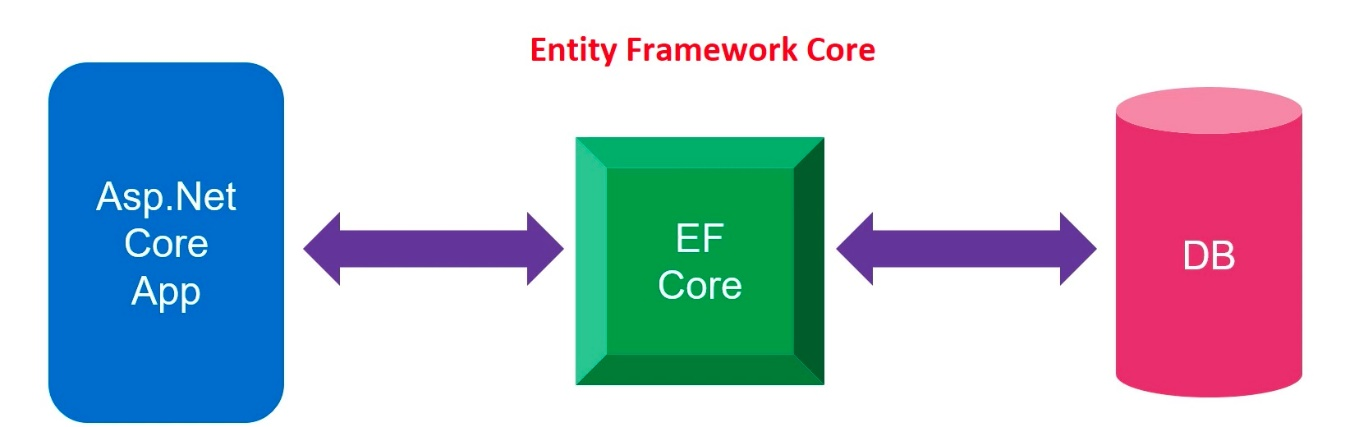 Entity Framework Core
Asp.Net
Core
App
EF
Core
DB